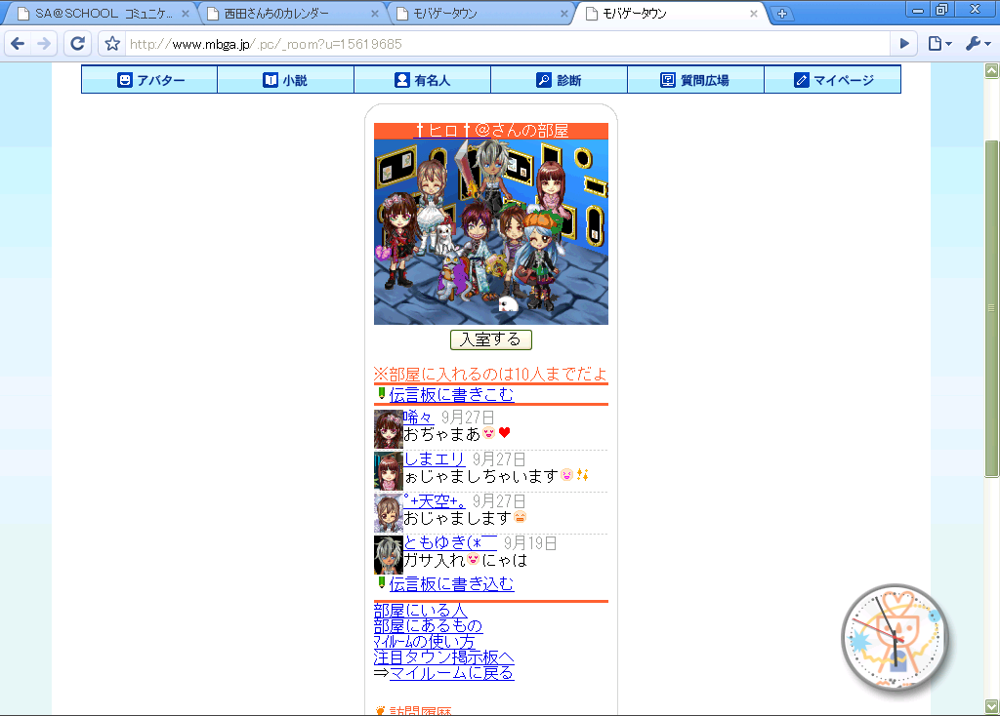 SA@SCHOOL コミュニケ...
西田さんちのカレンダー
モバゲータウン
モバゲータウン
http://www.mbga.jp/.pc/_room?u=15619685
アバター
小説
有名人
診断
質問広場
マイページ
†ヒロ†@さんの部屋
入室する
※部屋に入れるのは10人までだよ
伝言板に書きこむ
唏々 9月27日
おぢゃまあ
しまエリ 9月27日
ぉじゃましちゃいます
ﾟ+天空+。 9月27日
おじゃまします
ともゆき(*￣ 9月19日
ガサ入れにゃは
伝言板に書き込む
部屋にいる人
部屋にあるもの
ﾏｲﾙｰﾑの使い方
注目タウン掲示板へ
⇒マイルームに戻る
訪問履歴